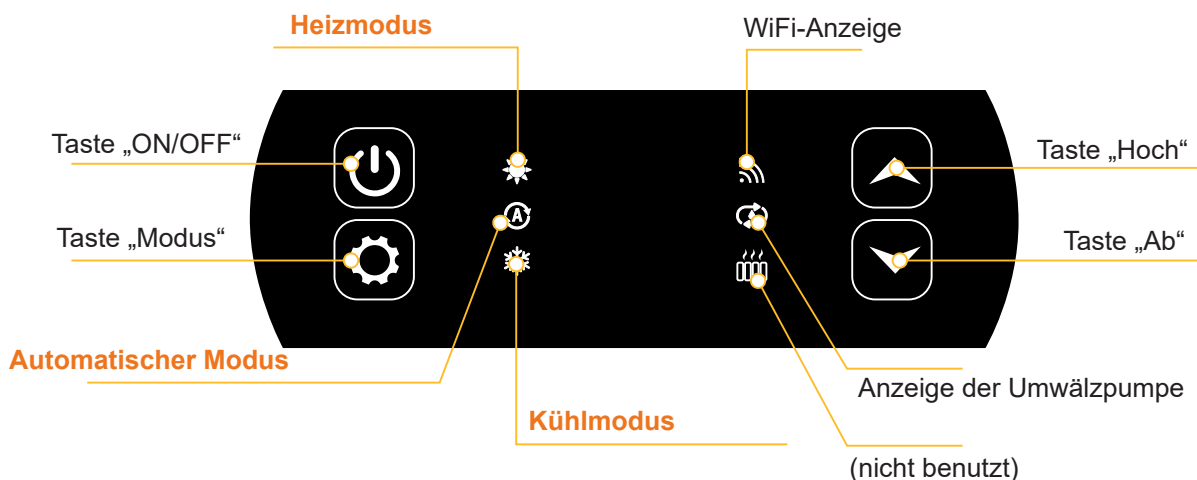 Heizmodus
WiFi-Anzeige
Taste „ON/OFF“
Taste „Hoch“
A
Taste „Modus“
Taste „Ab“
Automatischer Modus
Anzeige der Umwälzpumpe
Kühlmodus
(nicht benutzt)